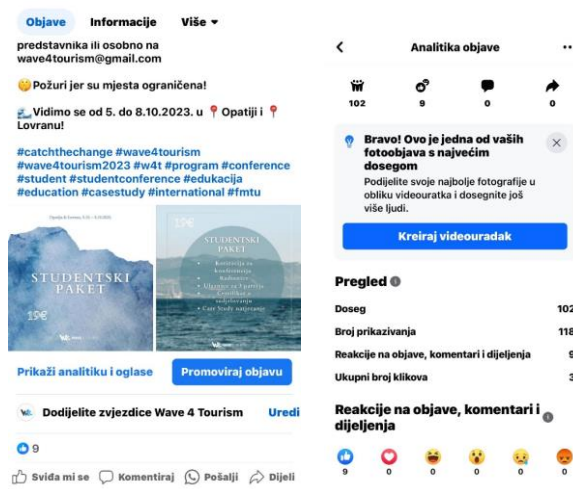 Objave Informacije Više
predstavnika ili osobno na
wave4tourism@gmail.com
Požuri jer su mjesta ograničena!
Vidimo se od 5. do 8.10.2023. u Opatiji i
Lovranu!
#catchthechange #wave4tourism
#wave4tourism2023 #w4t #program #conference
#student #studentconference #edukacija
#education #casestudy #international #fmtu
STUDENTSKI
PAKET
19€
19€
STUDENTSKI
PAKET
Prikaži analitiku i oglase
Promoviraj objavu
Dodijelite zvjezdice Wave 4 Tourism Uredi
9
Sviđa mi se Komentiraj Pošalji Dijeli
Analitika objave
102 9 0 0
Bravo! Ovo je jedna od vaših
fotoobjava s najvećim
dosegom
Podijelite svoje najbolje fotografije u
obliku videouratka i dosegnite još
više ljudi.
Kreiraj videouradak
Pregled
Doseg 102
Broj prikazivanja 118
Reakcije na objave, komentari i dijeljenja 9
Ukupni broj klikova 3
Reakcije na objave, komentari i
dijeljenja
9 0 0 0 0 0